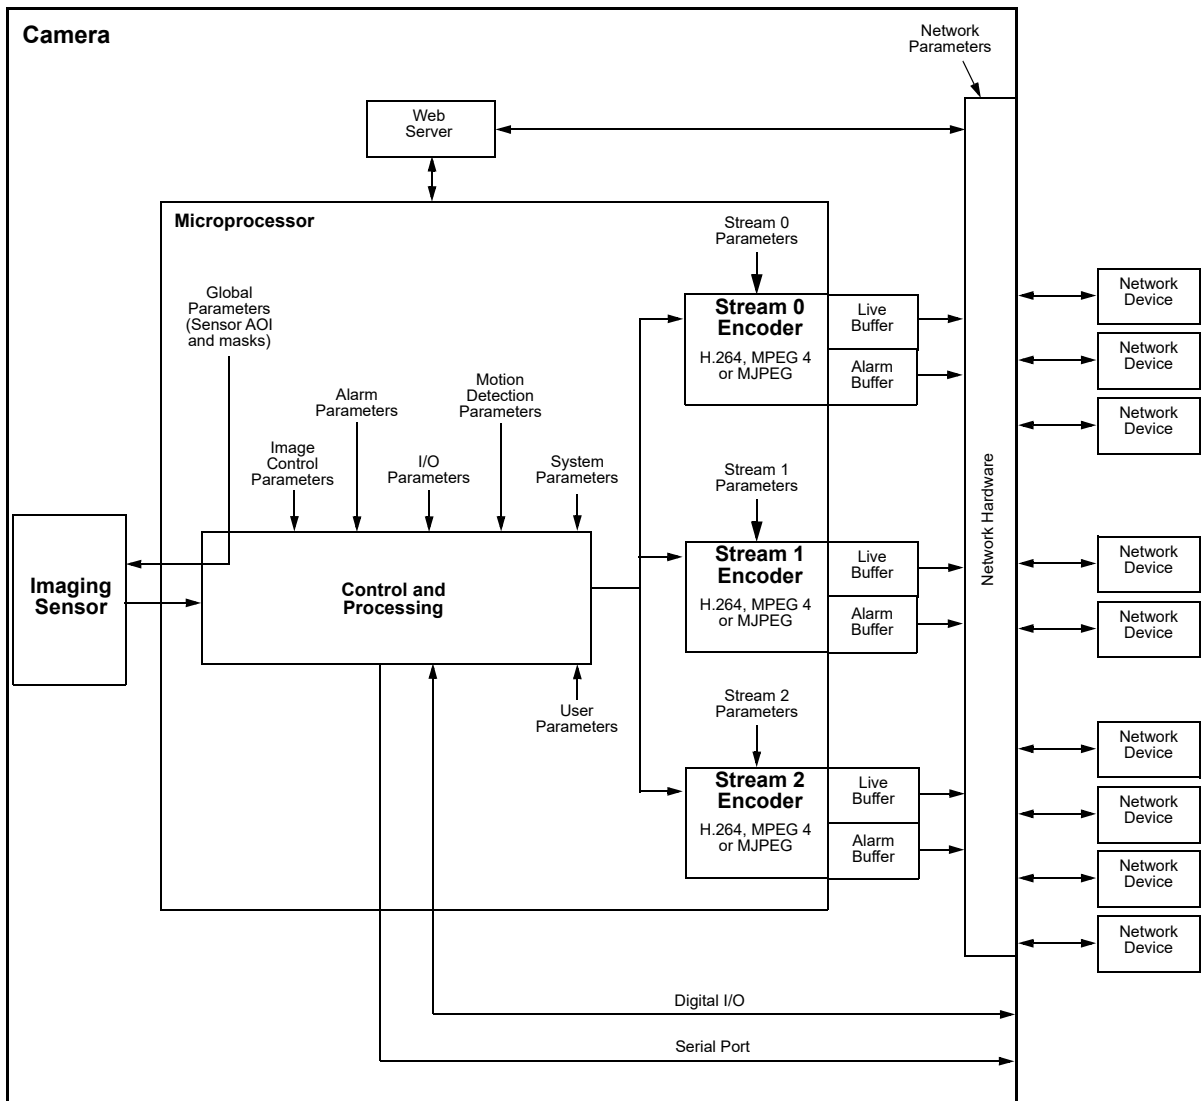 Camera
Network
Parameters
Web
Server
Microprocessor
Stream 0
Parameters
Global
Parameters
(Sensor AOI
and masks)
Stream 0
Encoder
H.264, MPEG 4
or MJPEG
Live
Buffer
Alarm
Buffer
Network
Device
Network
Device
Network
Device
Motion
Detection
Parameters
Alarm
Parameters
Image
Control
Parameters
I/O
Parameters
System
Parameters
Stream 1
Parameters
Network Hardware
Imaging
Sensor
Control and
Processing
Stream 1
Encoder
H.264, MPEG 4
or MJPEG
Live
Buffer
Alarm
Buffer
Network
Device
Network
Device
User
Parameters
Stream 2
Parameters
Stream 2
Encoder
H.264, MPEG 4
or MJPEG
Live
Buffer
Alarm
Buffer
Network
Device
Network
Device
Network
Device
Network
Device
Digital I/O
Serial Port